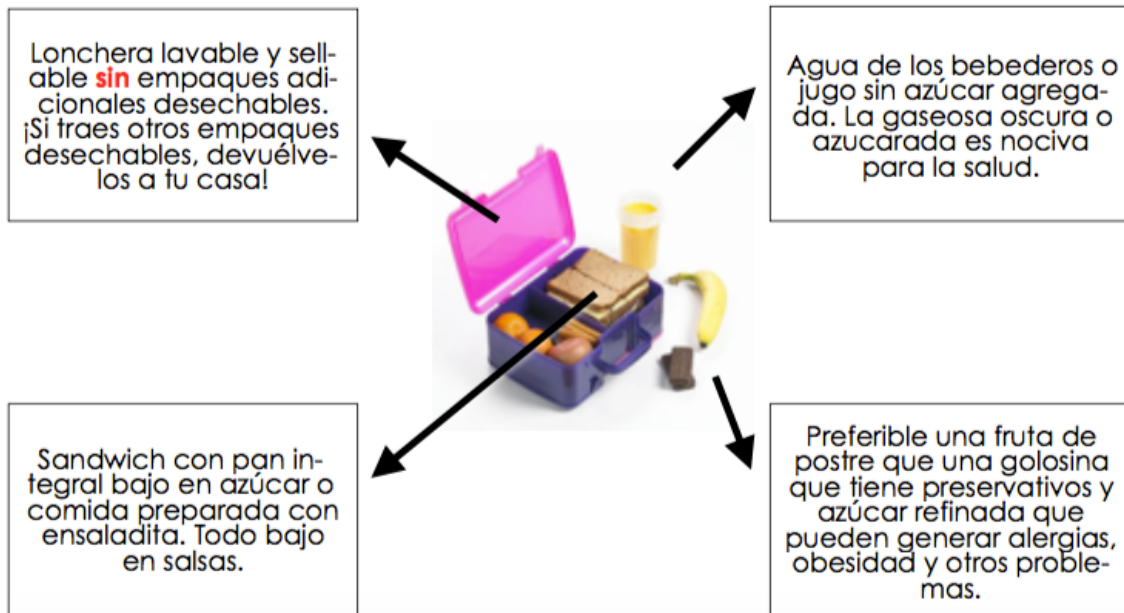 Lonchera lavable y sell-
able sin empaques adi-
cionales desechables.
¡Si traes otros empaques
desechables, devuélve-
los a tu casa!
Agua de los bebederos o
jugo sin azúcar agrega-
da. La gaseosa oscura o
azucarada es nociva
para la salud.
Sandwich con pan in-
tegral bajo en azúcar o
comida preparada con
ensaladita. Todo bajo
en salsas.
Preferible una fruta de
postre que una golosina
que tiene preservativos y
azúcar refinada que
pueden generar alergias,
obesidad y otros proble-
mas.